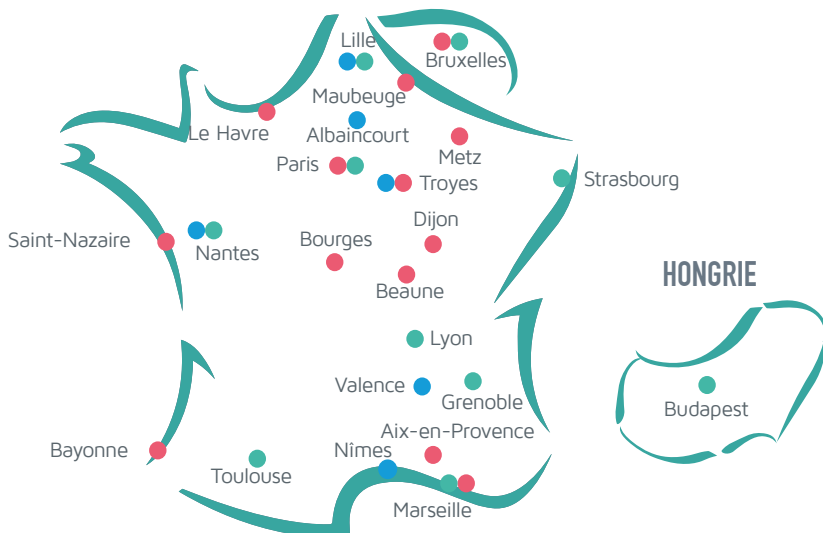 Lille
Bruxelles
Maubeuge
Le Havre
Albaincourt
Metz
Paris
Troyes
Strasbourg
Dijon
Saint-Nazaire
Nantes
Bourges
Beaune
HONGRIE
Lyon
Valence
Grenoble
Budapest
Aix-en-Provence
Bayonne
Nîmes
Toulouse
Marseille